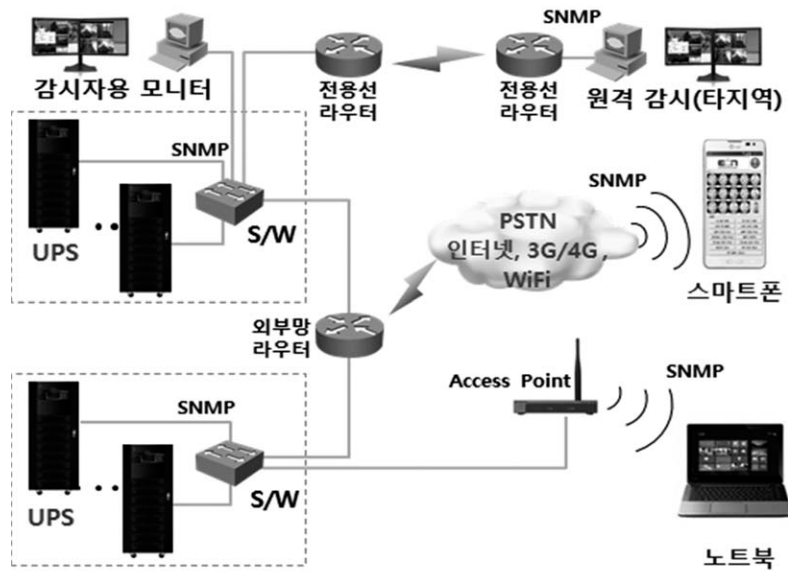 SNMP
감시자용 모니터
전용선
라우터
전용선
라우터
원격 감시(타지역)
SNMP
UPS
S/W
SNMP
PSTN
인터넷, 3G/4G,
WiFi
스마트폰
외부망
라우터
Access Point
SNMP
SNMP
UPS
S/W
노트북